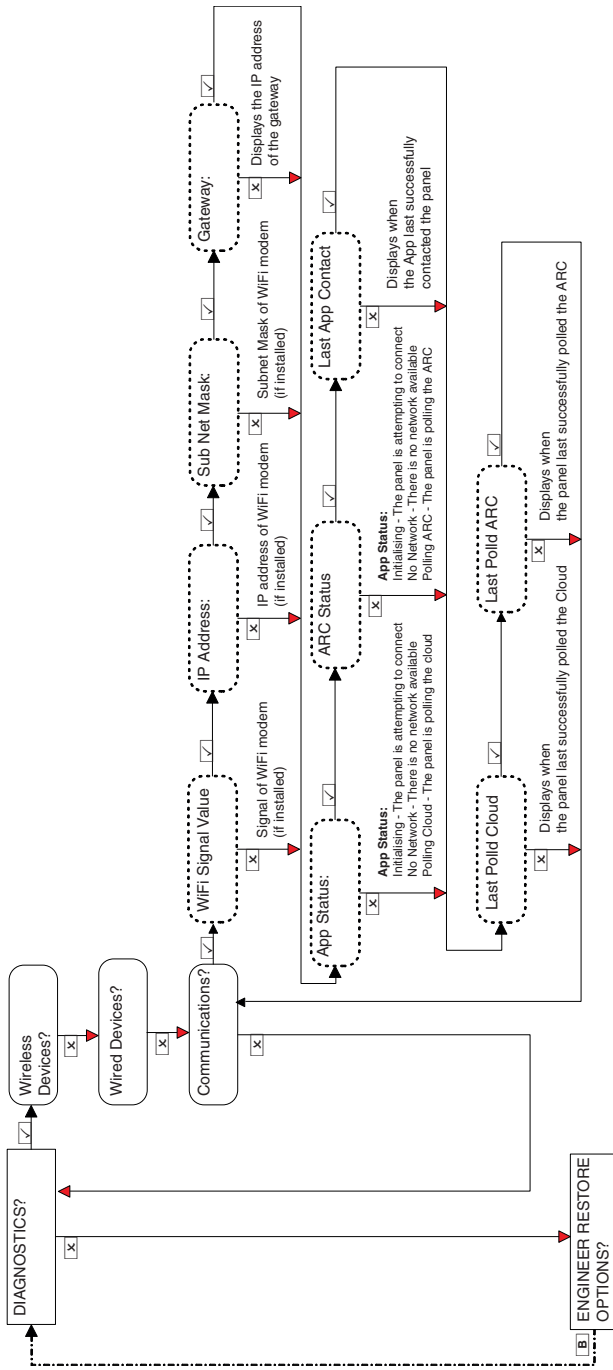 DIAGNOSTICS?
Wireless
Devices?
Wired Devices?
Communications?
WiFi Signal Value
IP Address:
Sub Net Mask:
Gateway:
Signal of WiFi modem
(if installed)
IP address of WiFi modem
(if installed)
Subnet Mask of WiFi modem
(if installed)
Displays the IP address
of the gateway
App Status:
ARC Status
Last App Contact
App Status:
Initialising - The panel is attempting to connect
No Network - There is no network available
Polling Cloud - The panel is polling the cloud
App Status:
Initialising - The panel is attempting to connect
No Network - There is no network available
Polling ARC - The panel is polling the ARC
Displays when
the App last successfully
contacted the panel
Last Polld Cloud
Last Polld ARC
Displays when
the panel last successfully polled the Cloud
Displays when
the panel last successfully polled the ARC
B
ENGINEER RESTORE
OPTIONS?